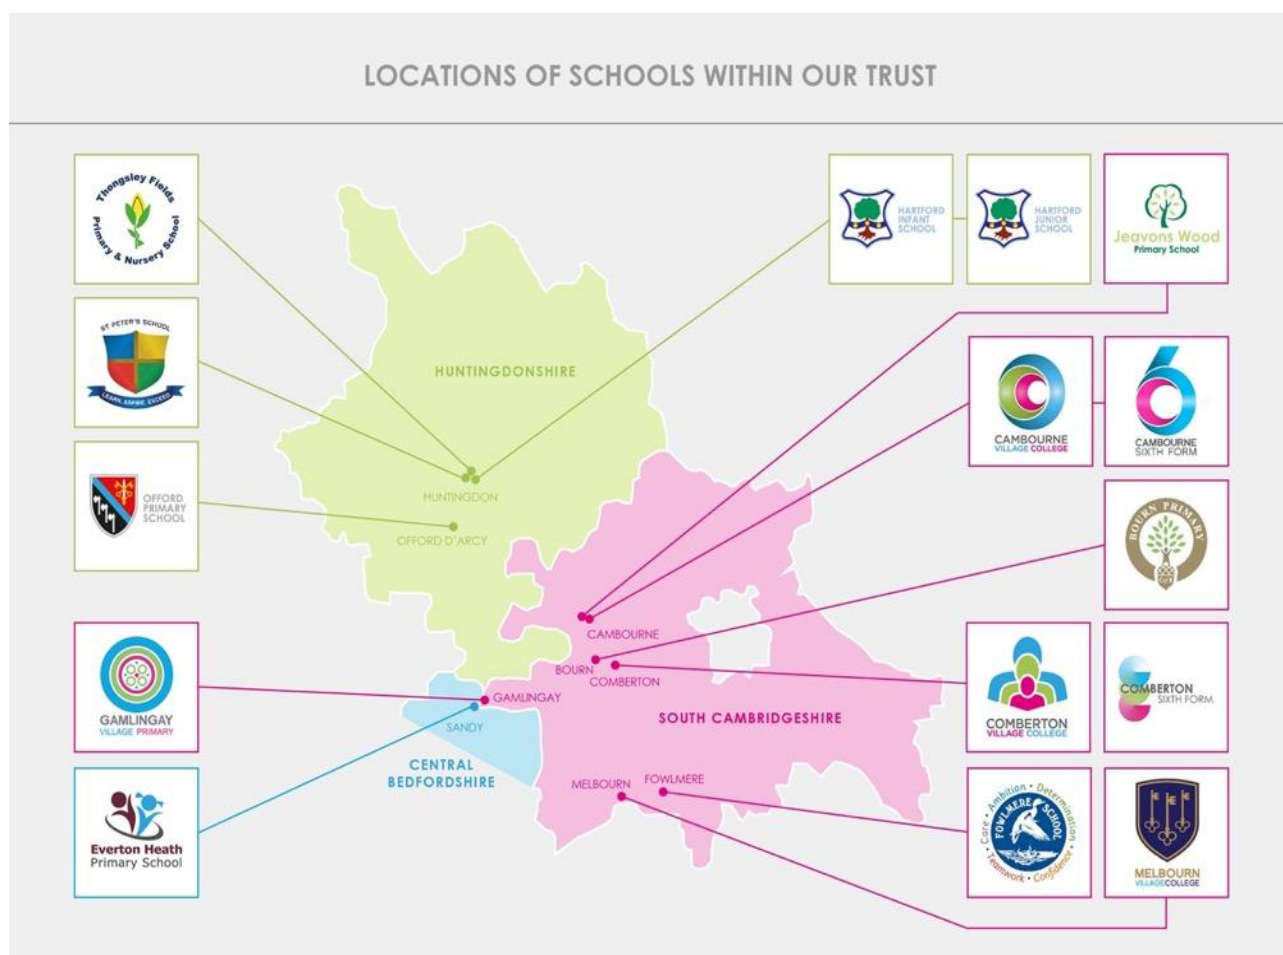 LOCATIONS OF SCHOOLS WITHIN OUR TRUST
Thongsley Fields
Primary & Nursery School
ST PETER'S SCHOOL
LEARN. ASPIRE. EXCEED
OFFORD
PRIMARY
SCHOOL
GAMLINGAY
VILLAGE PRIMARY
Everton Heath
Primary School
HUNTINGDONSHIRE
HUNTINGDON
OFFORD D'ARCY
CAMBOURNE
BOURN
COMBERTON
GAMLINGAY
SANDY
CENTRAL
BEDFORDSHIRE
SOUTH CAMBRIDGESHIRE
MELBOURN
FOWLMERE
HARTFORD
INFANT
SCHOOL
HARTFORD
JUNIOR
SCHOOL
Jeavons Wood
Primary School
CAMBOURNE
VILLAGE COLLEGE
6
CAMBOURNE
SIXTH FORM
BOURN PRIMARY
COMBERTON
VILLAGE COLLEGE
COMBERTON
SIXTH FORM
Care • Ambition • Determination
FOWLMERE SCHOOL
Teamwork • Confidence
MELBOURN
VILLAGECOLLEGE